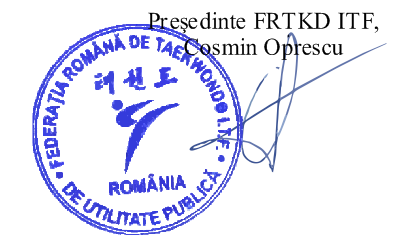 Președinte FRTKD ITF,
Cosmin Oprescu
FEDERAȚIA ROMÂNĂ DE TAEKWONDO I.T.F.
태권도
ROMÂNIA
DE UTILITATE PUBLICĂ